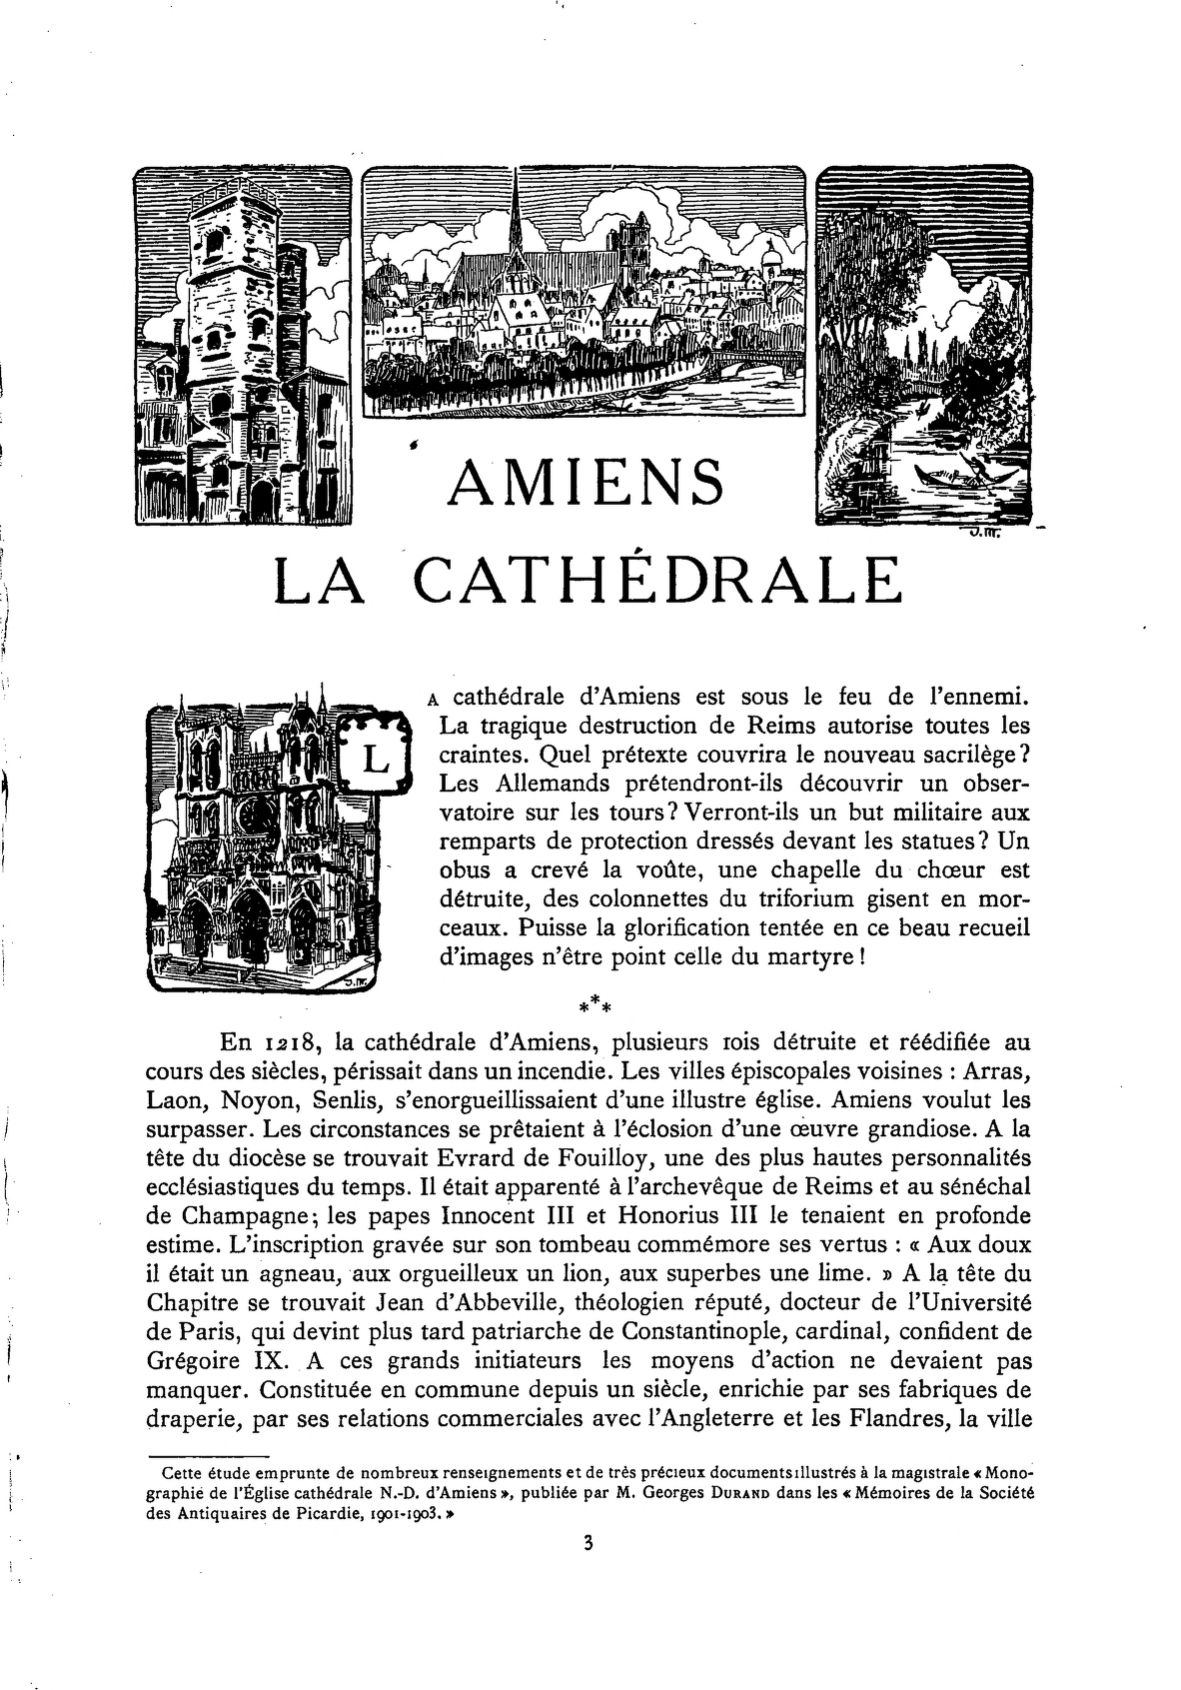 J.M.
AMIENS
LA CATHÉDRALE
LA cathédrale d'Amiens est sous le feu de l'ennemi.
La tragique destruction de Reims autorise toutes les
craintes. Quel prétexte couvrira le nouveau sacrilège?
Les Allemands prétendront-ils découvrir un obser-
vatoire sur les tours? Verront-ils un but militaire aux
remparts de protection dressés devant les statues? Un
obus a crevé la voûte, une chapelle du chœur est
détruite, des colonnettes du triforium gisent en mor-
ceaux. Puisse la glorification tentée en ce beau recueil
d'images n'être point celle du martyre!
J.M.
***
En 1218, la cathédrale d'Amiens, plusieurs rois détruite et réédifiée au
cours des siècles, périssait dans un incendie. Les villes épiscopales voisines : Arras,
Laon, Noyon, Senlis, s'enorgueillissaient d'une illustre église. Amiens voulut les
surpasser. Les circonstances se prêtaient à l'éclosion d'une œuvre grandiose. A la
tête du diocèse se trouvait Evrard de Fouilloy, une des plus hautes personnalités
ecclésiastiques du temps. Il était apparenté à l'archevêque de Reims et au sénéchal
de Champagne; les papes Innocent III et Honorius III le tenaient en profonde
estime. L'inscription gravée sur son tombeau commémore ses vertus : « Aux doux
il était un agneau, aux orgueilleux un lion, aux superbes une lime. » A la tête du
Chapitre se trouvait Jean d'Abbeville, théologien réputé, docteur de l'Université
de Paris, qui devint plus tard patriarche de Constantinople, cardinal, confident de
Grégoire IX. A ces grands initiateurs les moyens d'action ne devaient pas
manquer. Constituée en commune depuis un siècle, enrichie par ses fabriques de
draperie, par ses relations commerciales avec l'Angleterre et les Flandres, la ville
Cette étude emprunte de nombreux renseignements et de très précieux documents illustrés à la magistrale « Mono-
graphie de l'Église cathédrale N.-D. d'Amiens », publiée par M. Georges DURAND dans les « Mémoires de la Société
des Antiquaires de Picardie, 1901-1903. »
3